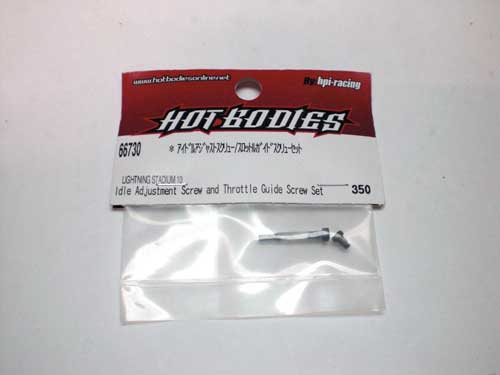 www.hotbodiesonline.net
By:hpi-racing
HOT BODIES
66730
* ｱｲﾄﾞﾙｱｼﾞｬｽﾄｽｸﾘｭｰ/ｽﾛｯﾄﾙｶﾞｲﾄﾞｽｸﾘｭｰｾｯﾄ
LIGHTNING STADIUM 10
Idle Adjustment Screw and Throttle Guide Screw Set 350